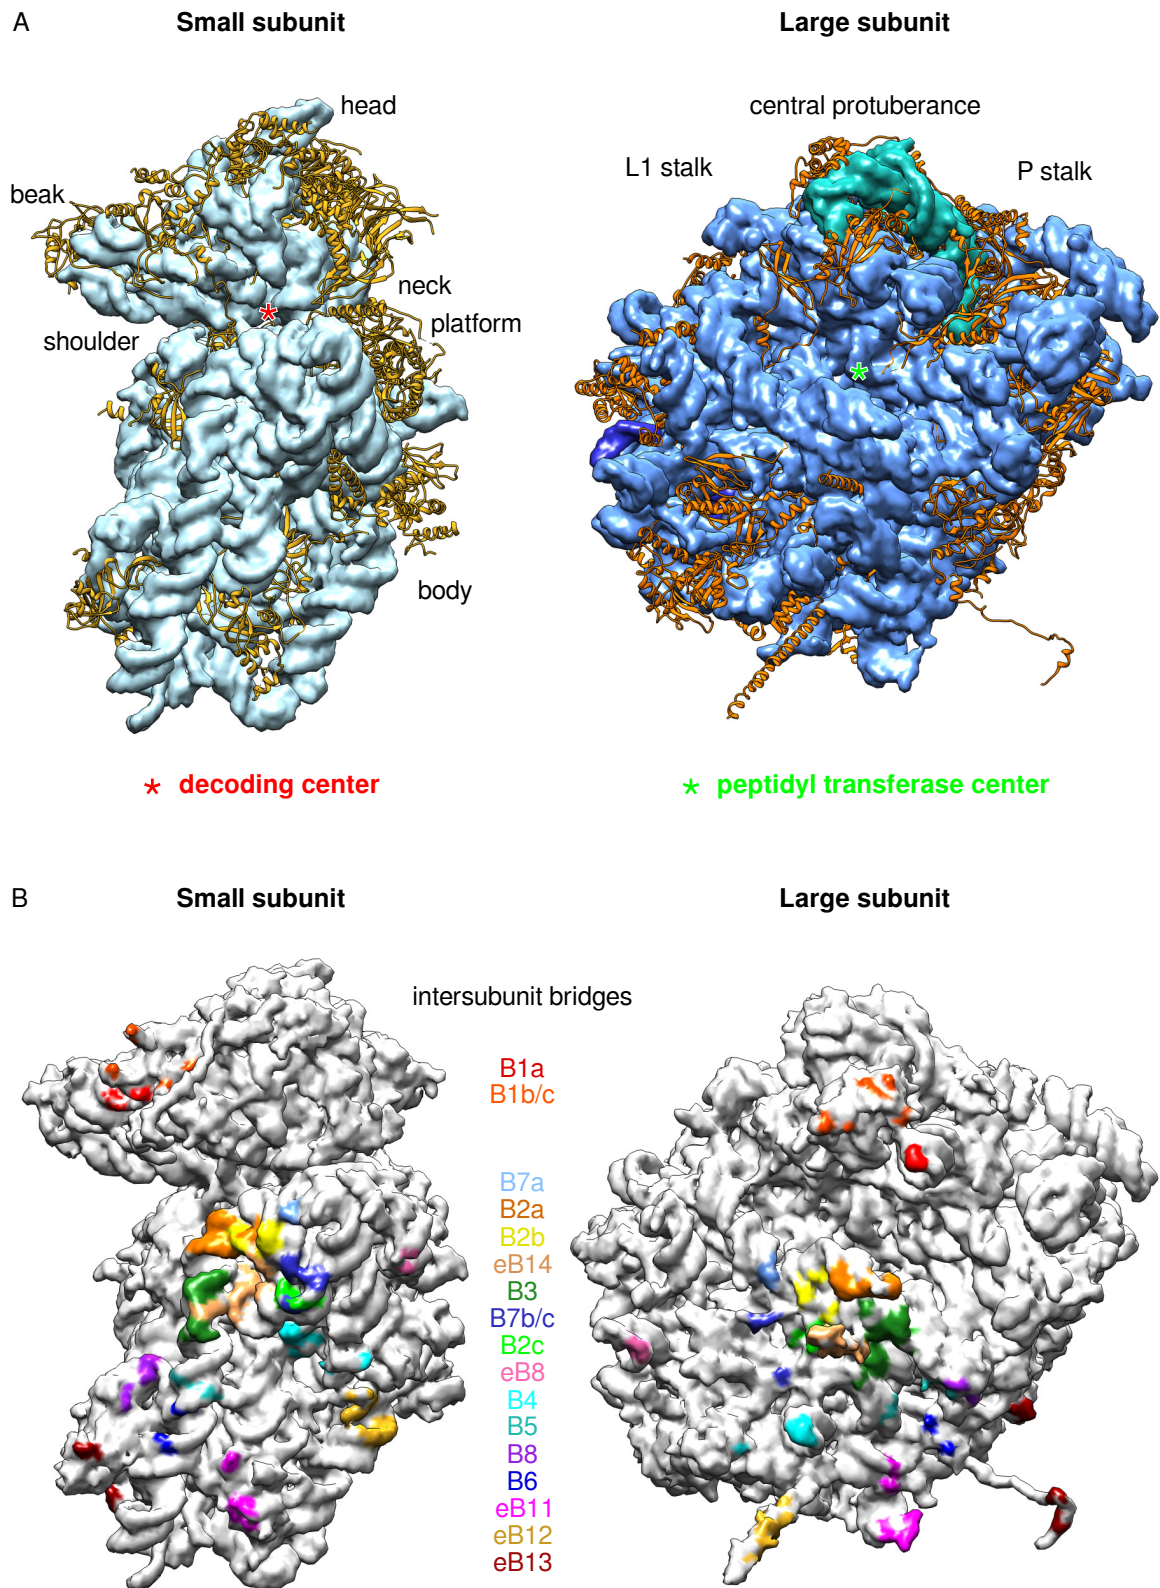 A
Small subunit
Large subunit
head
central protuberance
L1 stalk
P stalk
beak
neck
platform
shoulder
*
*
body
* decoding center
* peptidyl transferase center
B
Small subunit
Large subunit
intersubunit bridges
B1a
B1b/c
B7a
B2a
B2b
eB14
B3
B7b/c
B2c
eB8
B4
B5
B8
B6
eB11
eB12
eB13